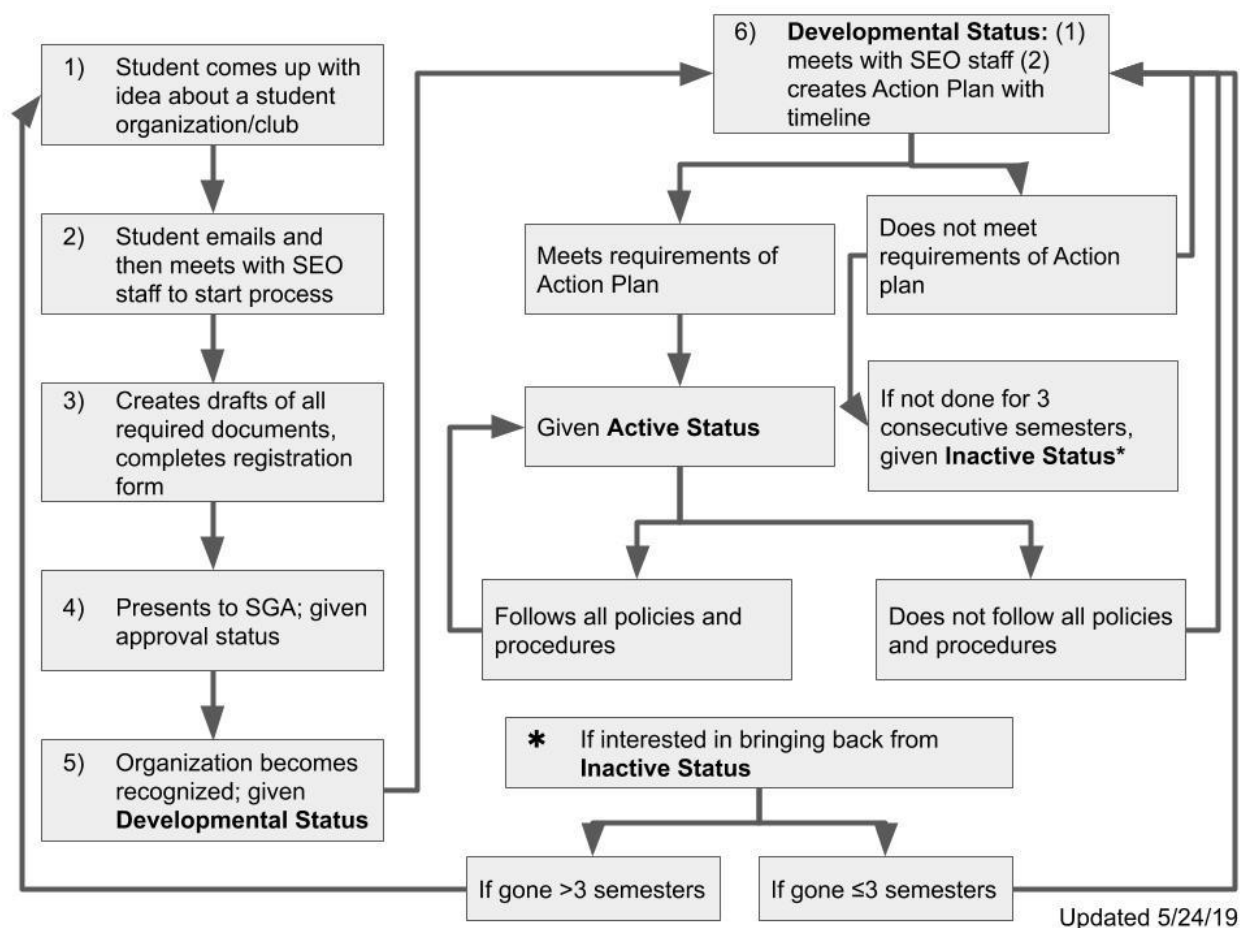 1) Student comes up with
idea about a student
organization/club
2) Student emails and
then meets with SEO
staff to start process
3) Creates drafts of all
required documents,
completes registration
form
4) Presents to SGA; given
approval status
5) Organization becomes
recognized; given
Developmental Status
6) Developmental Status: (1)
meets with SEO staff (2)
creates Action Plan with
timeline
Meets requirements of
Action Plan
Does not meet
requirements of Action
plan
Given Active Status
If not done for 3
consecutive semesters,
given Inactive Status*
Follows all policies and
procedures
Does not follow all policies
and procedures
* If interested in bringing back from
Inactive Status
If gone >3 semesters
If gone ≤3 semesters
Updated 5/24/19